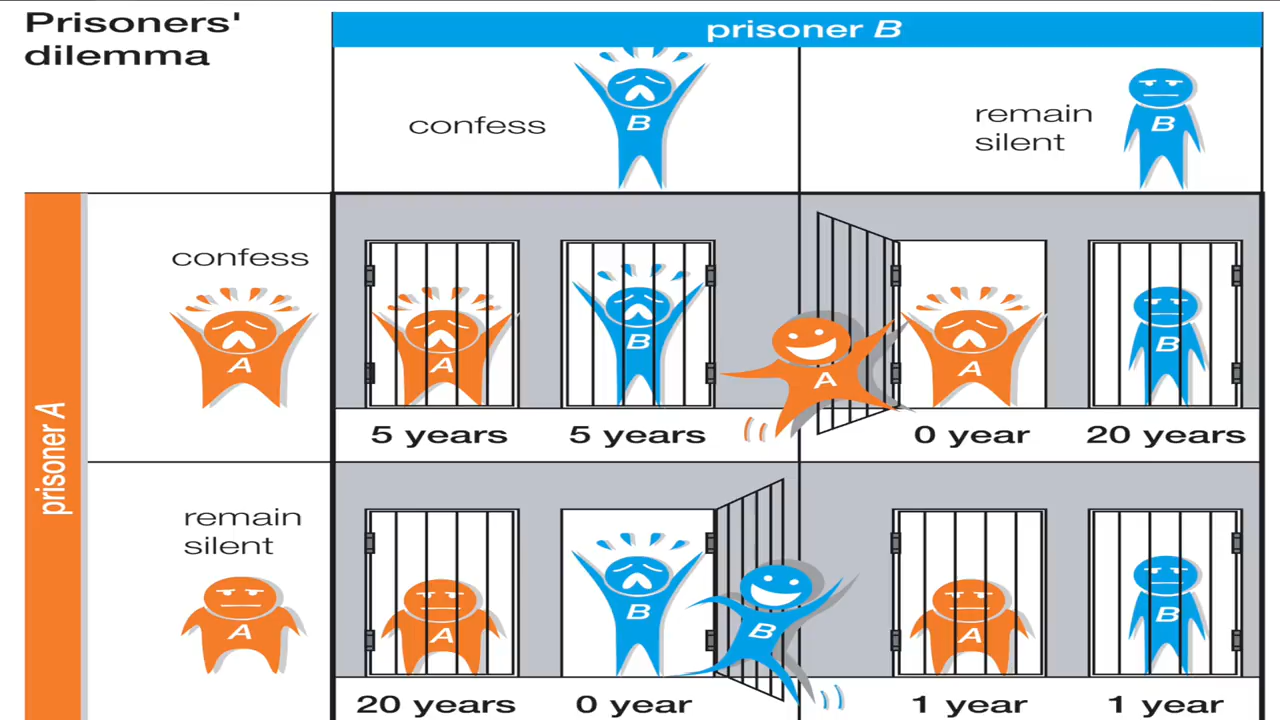 Prisoners'
dilemma
prisoner B
confess
B
remain
silent
B
prisoner A
confess
A
A
B
A
A
B
5 years
5 years
0 year
20 years
remain
silent
A
A
B
B
A
B
20 years
0 year
1 year
1 year